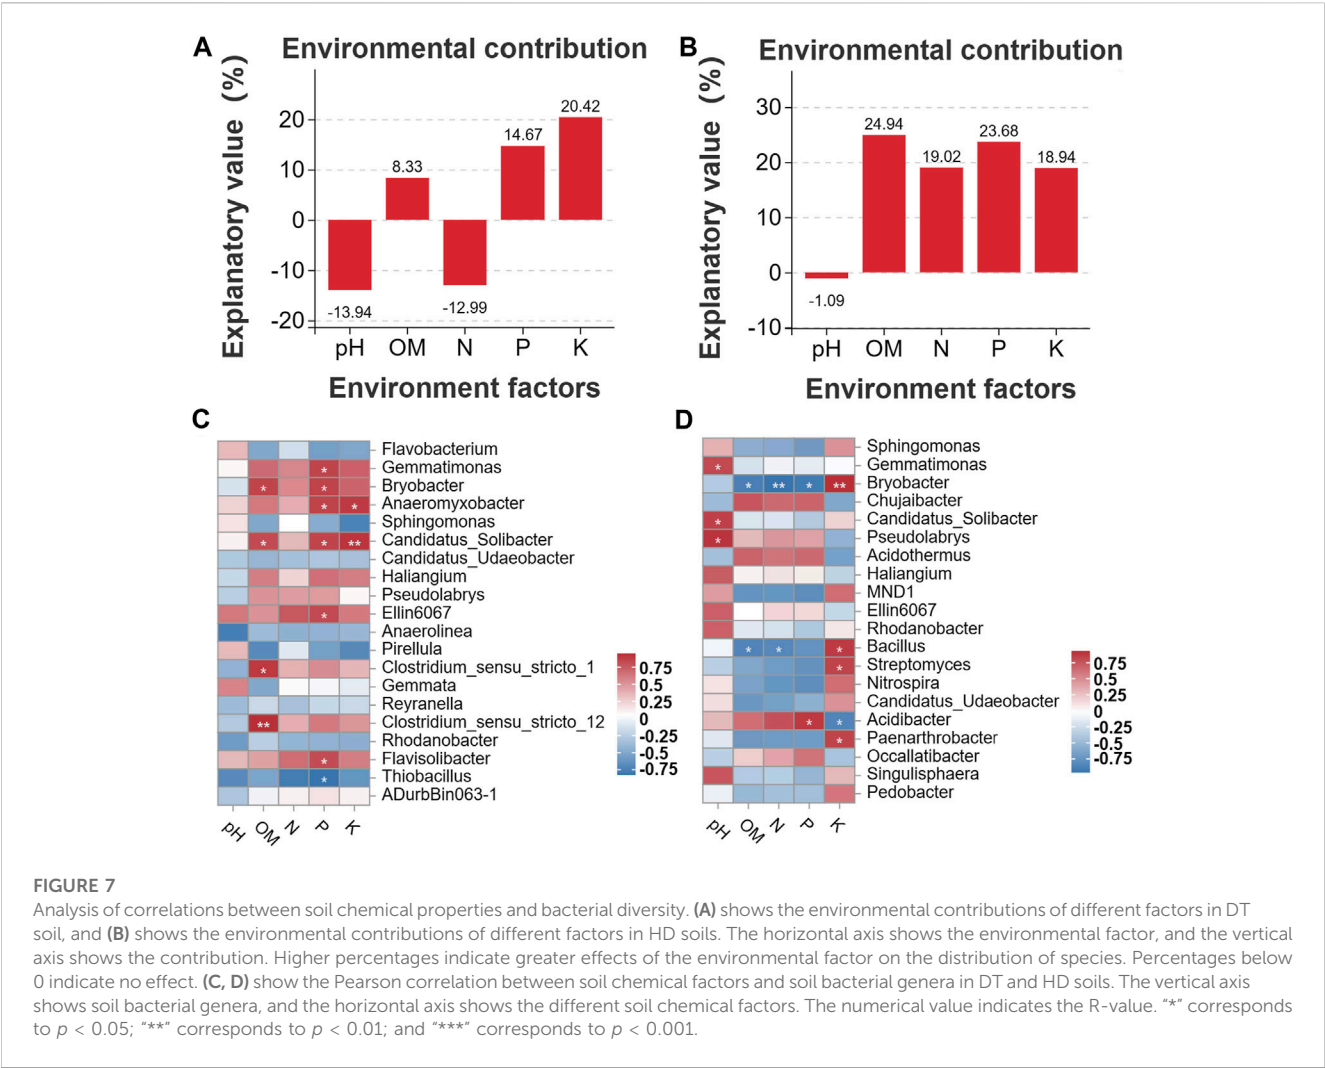 A
Environmental contribution
Explanatory value (%)
20
10
0
-10
-20
-13.94
8.33
-12.99
14.67
20.42
pH OM N P K
Environment factors
B
Environmental contribution
Explanatory value (%)
30
20
10
0
-10
-1.09
24.94
19.02
23.68
18.94
pH OM N P K
Environment factors
C
Flavobacterium
Gemmatimonas
*
Bryobacter
* *
Anaeromyxobacter
* *
Sphingomonas
Candidatus_Solibacter
* * **
Candidatus_Udaeobacter
Haliangium
Pseudolabrys
Ellin6067
*
Anaerolinea
Pirellula
Clostridium_sensu_stricto_1
*
Gemmata
Reyranella
Clostridium_sensu_stricto_12
**
Rhodanobacter
Flavisolibacter
*
Thiobacillus
*
ADurbBin063-1
pH OM N P K
0.75
0.5
0.25
0
-0.25
-0.5
-0.75
D
Sphingomonas
Gemmatimonas
*
Bryobacter
* ** * **
Chujaibacter
Candidatus_Solibacter
*
Pseudolabrys
*
Acidothermus
Haliangium
MND1
Ellin6067
Rhodanobacter
Bacillus
* * *
Streptomyces
*
Nitrospira
Candidatus_Udaeobacter
Acidibacter
* *
Paenarthrobacter
*
Occallatibacter
Singulisphaera
Pedobacter
pH OM N P K
0.75
0.5
0.25
0
-0.25
-0.5
-0.75
FIGURE 7
Analysis of correlations between soil chemical properties and bacterial diversity. (A) shows the environmental contributions of different factors in DT
soil, and (B) shows the environmental contributions of different factors in HD soils. The horizontal axis shows the environmental factor, and the vertical
axis shows the contribution. Higher percentages indicate greater effects of the environmental factor on the distribution of species. Percentages below
0 indicate no effect. (C, D) show the Pearson correlation between soil chemical factors and soil bacterial genera in DT and HD soils. The vertical axis
shows soil bacterial genera, and the horizontal axis shows the different soil chemical factors. The numerical value indicates the R-value. "*" corresponds
to p < 0.05; "**" corresponds to p < 0.01; and "***" corresponds to p < 0.001.